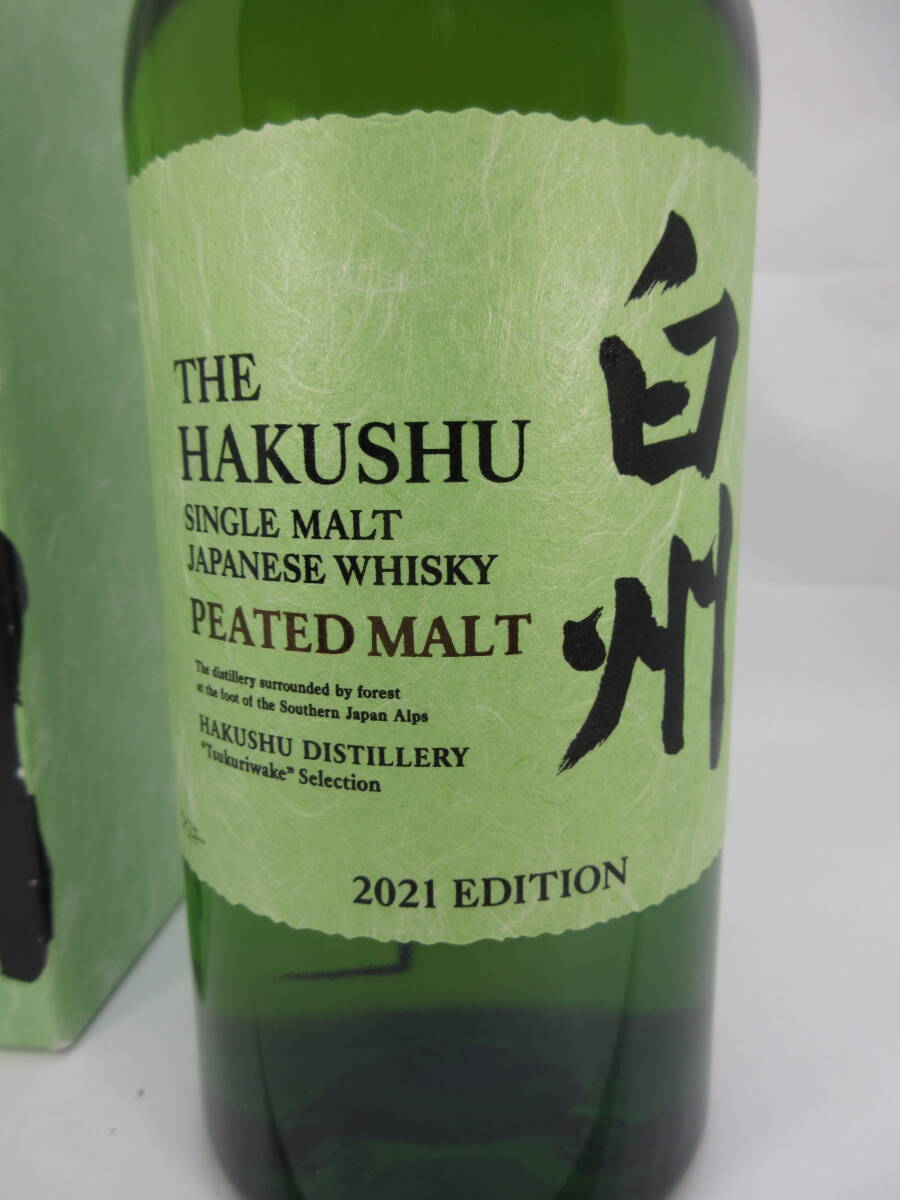 THE
HAKUSHU
SINGLE MALT
JAPANESE WHISKY
PEATED MALT
The distillery surrounded by forest
at the foot of the Southern Japan Alps
HAKUSHU DISTILLERY
"Tsukuriwake" Selection
2021 EDITION
白州